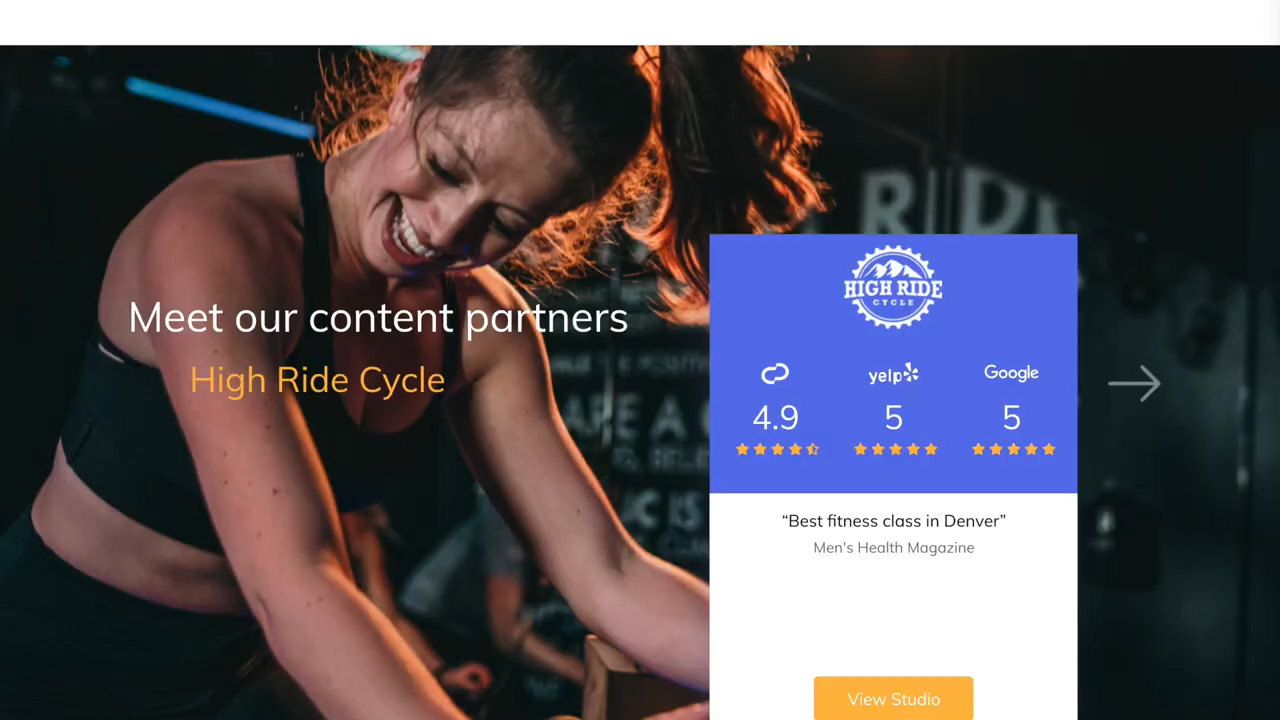 Meet our content partners
High Ride Cycle
HIGH RIDE
CYCLE
yelp
Google
4.9
5
5
“Best fitness class in Denver”
Men's Health Magazine
View Studio